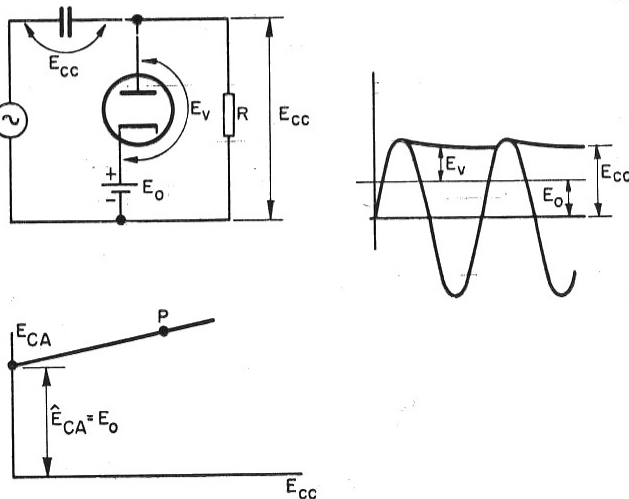 E_CC
E_V
R
E_CC
+
E_O
-
E_V
E_O
E_CC
E_CA
P
Ê_CA = E_O
E_CC